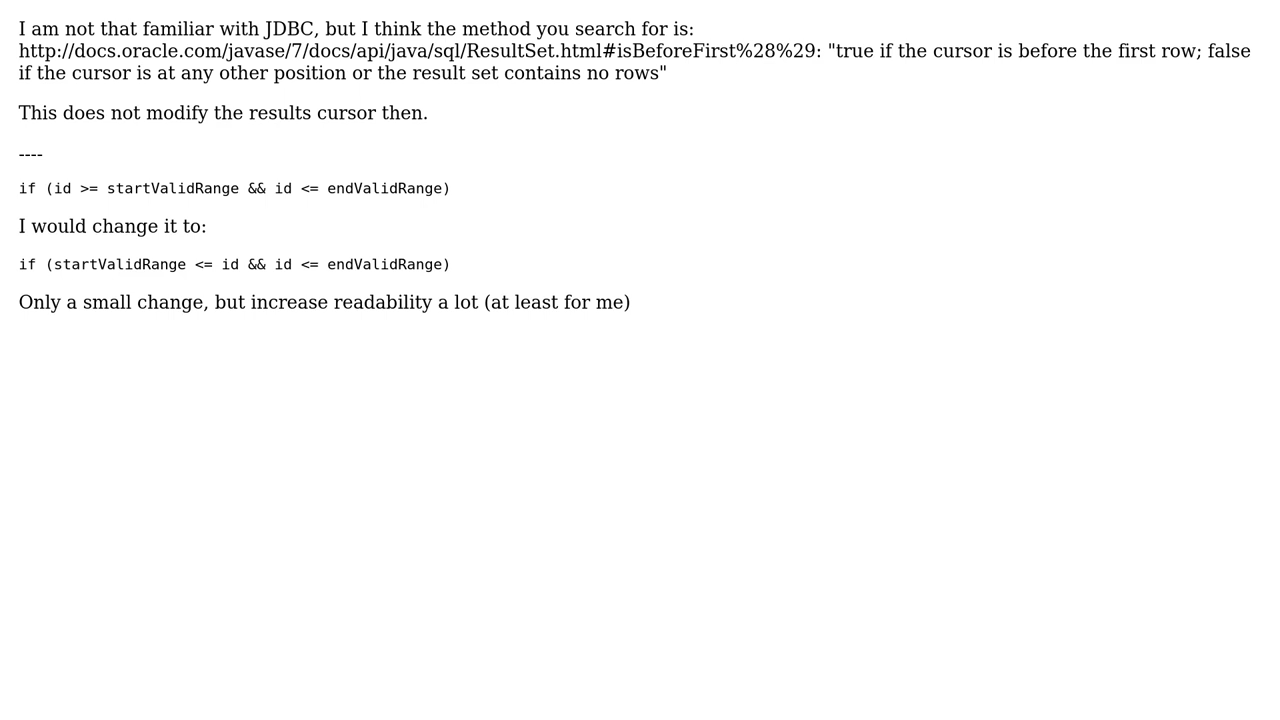 I am not that familiar with JDBC, but I think the method you search for is:
http://docs.oracle.com/javase/7/docs/api/java/sql/ResultSet.html#isBeforeFirst%28%29: "true if the cursor is before the first row; false
if the cursor is at any other position or the result set contains no rows"
This does not modify the results cursor then.
----
if (id >= startValidRange && id <= endValidRange)
I would change it to:
if (startValidRange <= id && id <= endValidRange)
Only a small change, but increase readability a lot (at least for me)